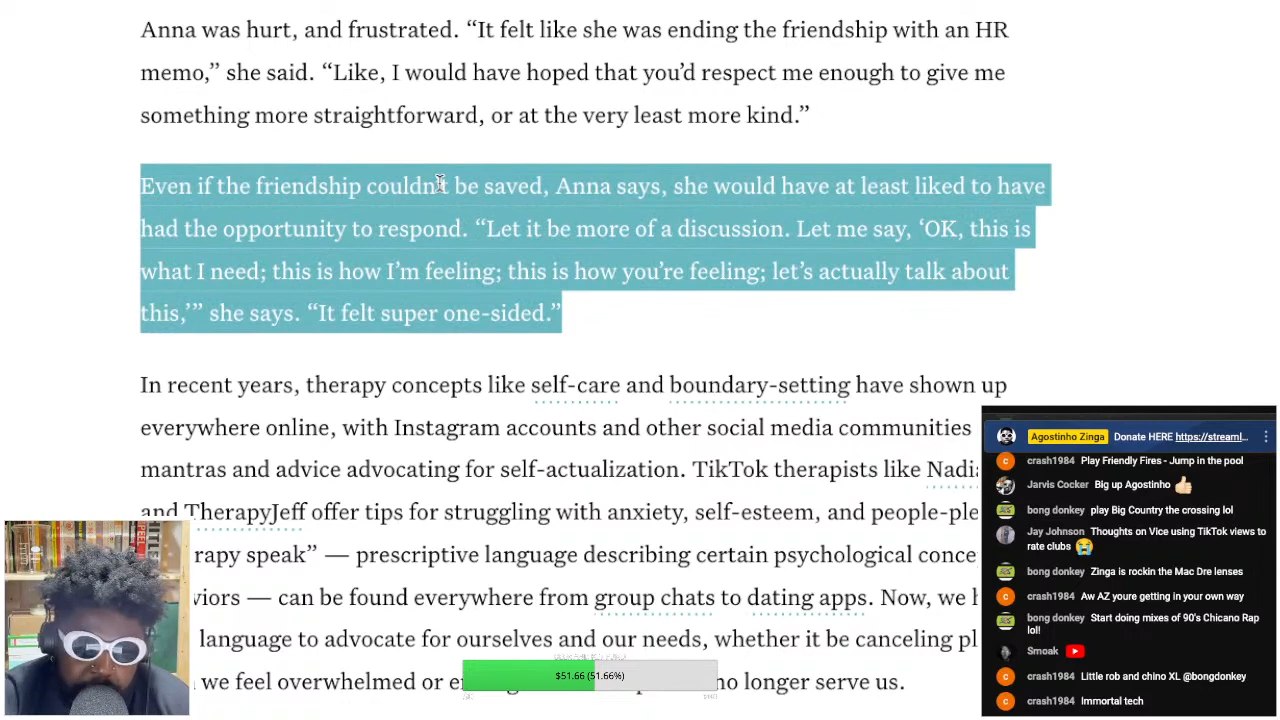 Anna was hurt, and frustrated. “It felt like she was ending the friendship with an HR
memo,” she said. “Like, I would have hoped that you’d respect me enough to give me
something more straightforward, or at the very least more kind.”
Even if the friendship couldn’t be saved, Anna says, she would have at least liked to have
had the opportunity to respond. “Let it be more of a discussion. Let me say, ‘OK, this is
what I need; this is how I’m feeling; this is how you’re feeling; let’s actually talk about
this,’” she says. “It felt super one-sided.”
In recent years, therapy concepts like self-care and boundary-setting have shown up
everywhere online, with Instagram accounts and other social media communities
mantras and advice advocating for self-actualization. TikTok therapists like Nadia
and TherapyJeff offer tips for struggling with anxiety, self-esteem, and people-ple
rapy speak” — prescriptive language describing certain psychological conce
viors — can be found everywhere from group chats to dating apps. Now, we h
language to advocate for ourselves and our needs, whether it be canceling pl
we feel overwhelmed or e
no longer serve us.
$51.66 (51.66%)
Agostinho Zinga Donate HERE https://streaml...
crash1984 Play Friendly Fires - Jump in the pool
Jarvis Cocker Big up Agostinho 👍🏻
bong donkey play Big Country the crossing lol
Jay Johnson Thoughts on Vice using TikTok views to
rate clubs 😭
bong donkey Zinga is rockin the Mac Dre lenses
crash1984 Aw AZ youre getting in your own way
bong donkey Start doing mixes of 90's Chicano Rap
lol!
Smoak
crash1984 Little rob and chino XL @bongdonkey
crash1984 Immortal tech